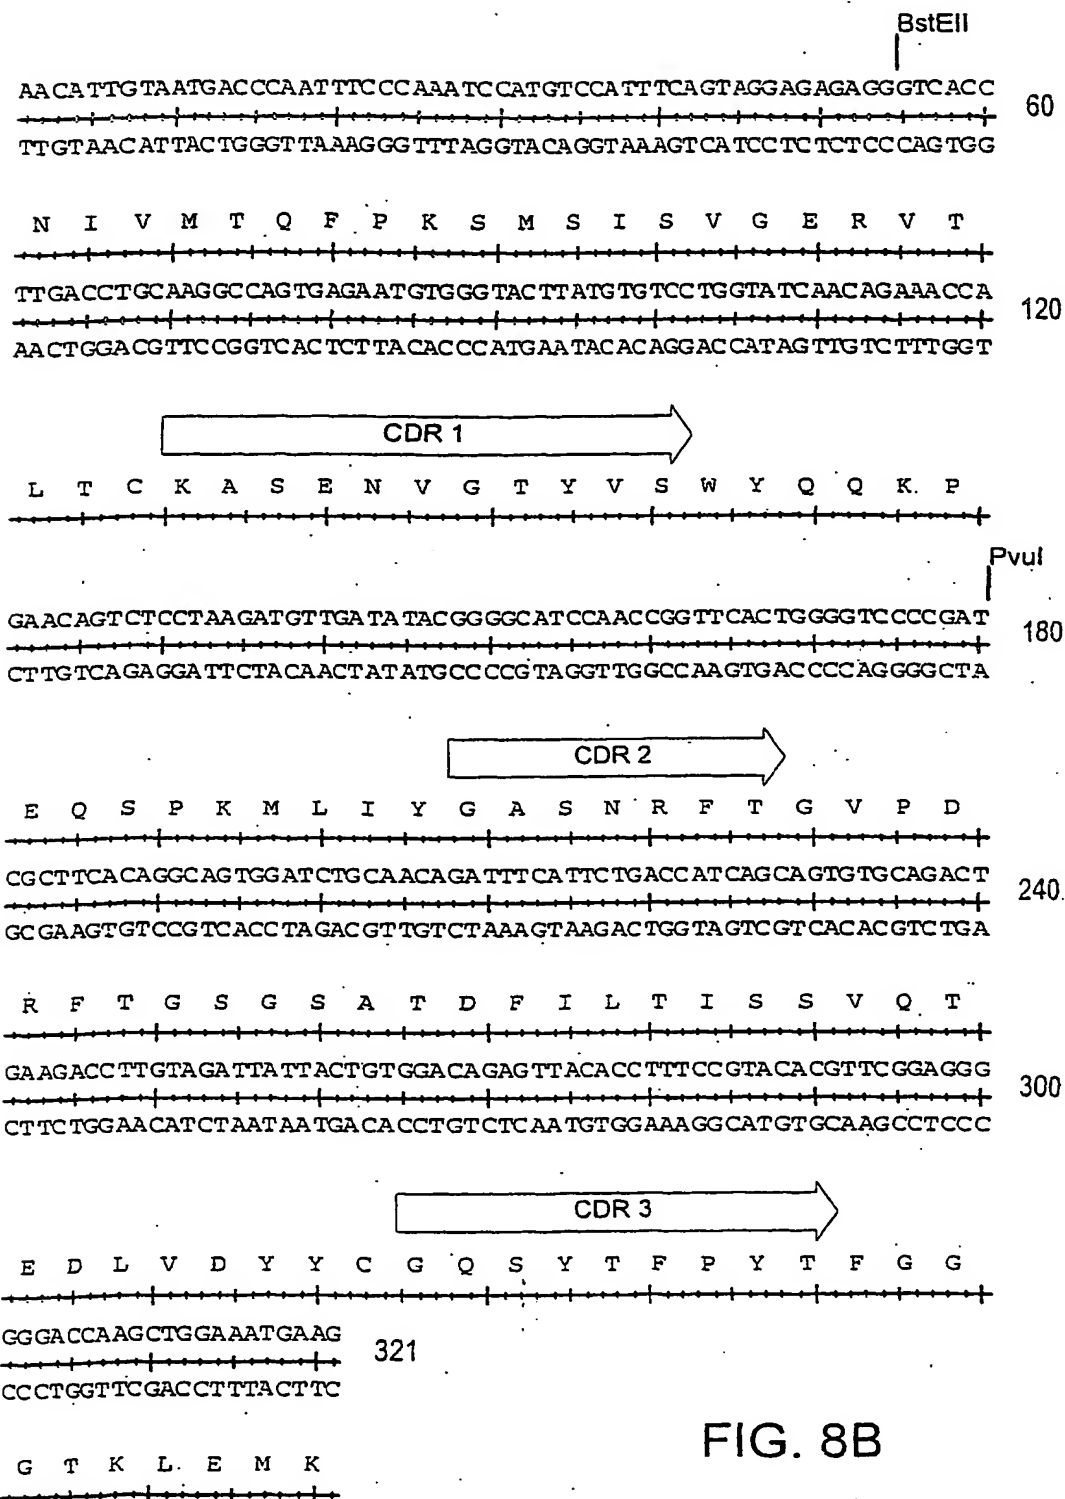 BstEII
AACATTGTAATGACCCAATTTCCCAAATCCATGTCCATTTCAGTAGGAGAGAGGGTCACC
60
TTGTAACATTACTGGGTTAAAGGGTTTAGGTACAGGTAAAGTCATCCTCTCTCCCAGTGG
N I V M T Q F P K S M S I S V G E R V T
TTGACCTGCAAGGCCAGTGAGAATGTGGGTACTTATGTGTCCTGGTATCAACAGAAACCA
120
AACTGGACGTTCCGGTCACTCTTACACCCATGAATACACAGGACCATAGTTGTCTTTGGT
CDR 1
L T C K A S E N V G T Y V S W Y Q Q K P
PvuI
GAACAGTCTCCTAAGATGTTGATATACGGGGCATCCAACCGGTTCACTGGGGTCCCCGAT
180
CTTGTCAGAGGATTCTACAACTATATGCCCCGTAGGTTGGCCAAGTGACCCCAGGGGCTA
CDR 2
E Q S P K M L I Y G A S N R F T G V P D
CGCTTCACAGGCAGTGGATCTGCAACAGATTTCATTCTGACCATCAGCAGTGTGCAGACT
240
GCGAAGTGTCCGTCACCTAGACGTTGTCTAAAGTAAGACTGGTAGTCGTCACACGTCTGA
R F T G S G S A T D F I L T I S S V Q T
GAAGACCTTGTAGATTATTACTGTGGACAGAGTTACACCTTTCCGTACACGTTCGGAGGG
300
CTTCTGGAACATCTAATAATGACACCTGTCTCAATGTGGAAAGGCATGTGCAAGCCTCCC
CDR 3
E D L V D Y Y C G Q S Y T F P Y T F G G
GGGACCAAGCTGGAAATGAAG
321
CCCTGGTTCGACCTTTACTTC
G T K L E M K
FIG. 8B